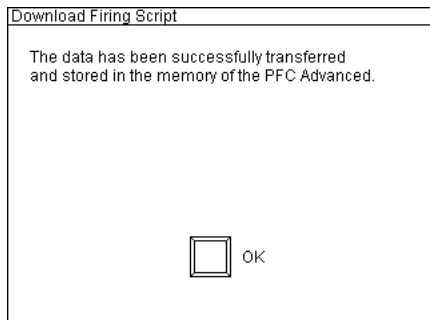 Download Firing Script
The data has been successfully transferred
and stored in the memory of the PFC Advanced.
OK